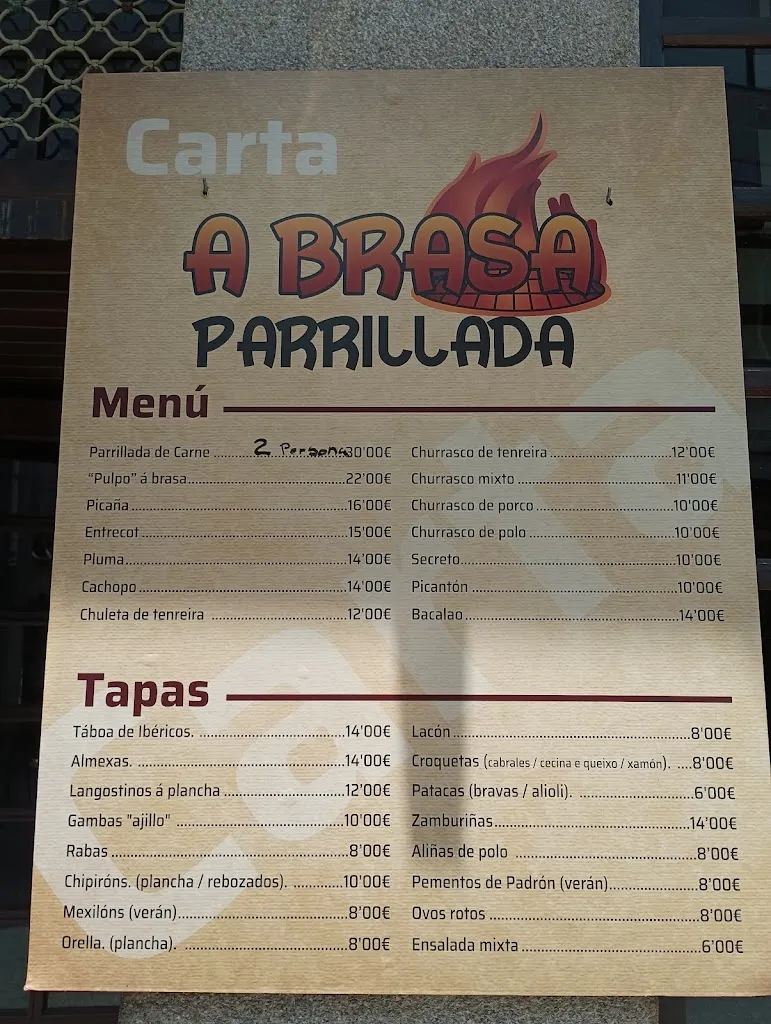 Carta
A BRASA
PARRILLADA
Menú
Parrillada de Carne 2 Persona 30'00€
"Pulpo" á brasa 22'00€
Picaña 16'00€
Entrecot 15'00€
Pluma 14'00€
Cachopo 14'00€
Chuleta de tenreira 12'00€
Churrasco de tenreira 12'00€
Churrasco mixto 11'00€
Churrasco de porco 10'00€
Churrasco de polo 10'00€
Secreto 10'00€
Picantón 10'00€
Bacalao 14'00€
Tapas
Táboa de Ibéricos. 14'00€
Almexas. 14'00€
Langostinos á plancha 12'00€
Gambas "ajillo" 10'00€
Rabas 8'00€
Chipiróns. (plancha / rebozados). 10'00€
Mexilóns (verán) 8'00€
Orella. (plancha). 8'00€
Lacón 8'00€
Croquetas (cabrales / cecina e queixo / xamón). 8'00€
Patacas (bravas / alioli). 6'00€
Zamburiñas 14'00€
Aliñas de polo 8'00€
Pementos de Padrón (verán) 8'00€
Ovos rotos 8'00€
Ensalada mixta 6'00€
Carta